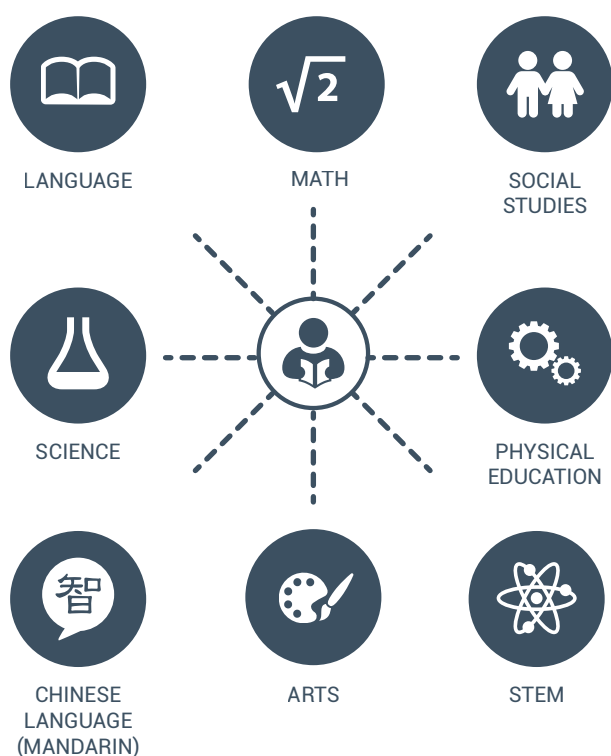 √2
LANGUAGE
MATH
SOCIAL
STUDIES
SCIENCE
PHYSICAL
EDUCATION
智
CHINESE
LANGUAGE
(MANDARIN)
ARTS
STEM